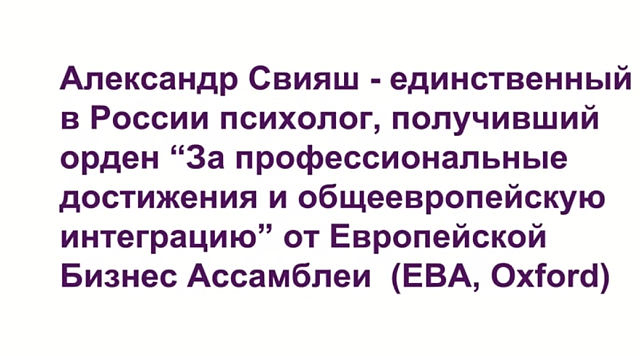 Александр Свияш - единственный
в России психолог, получивший
орден “За профессиональные
достижения и общеевропейскую
интеграцию” от Европейской
Бизнес Ассамблеи (EBA, Oxford)